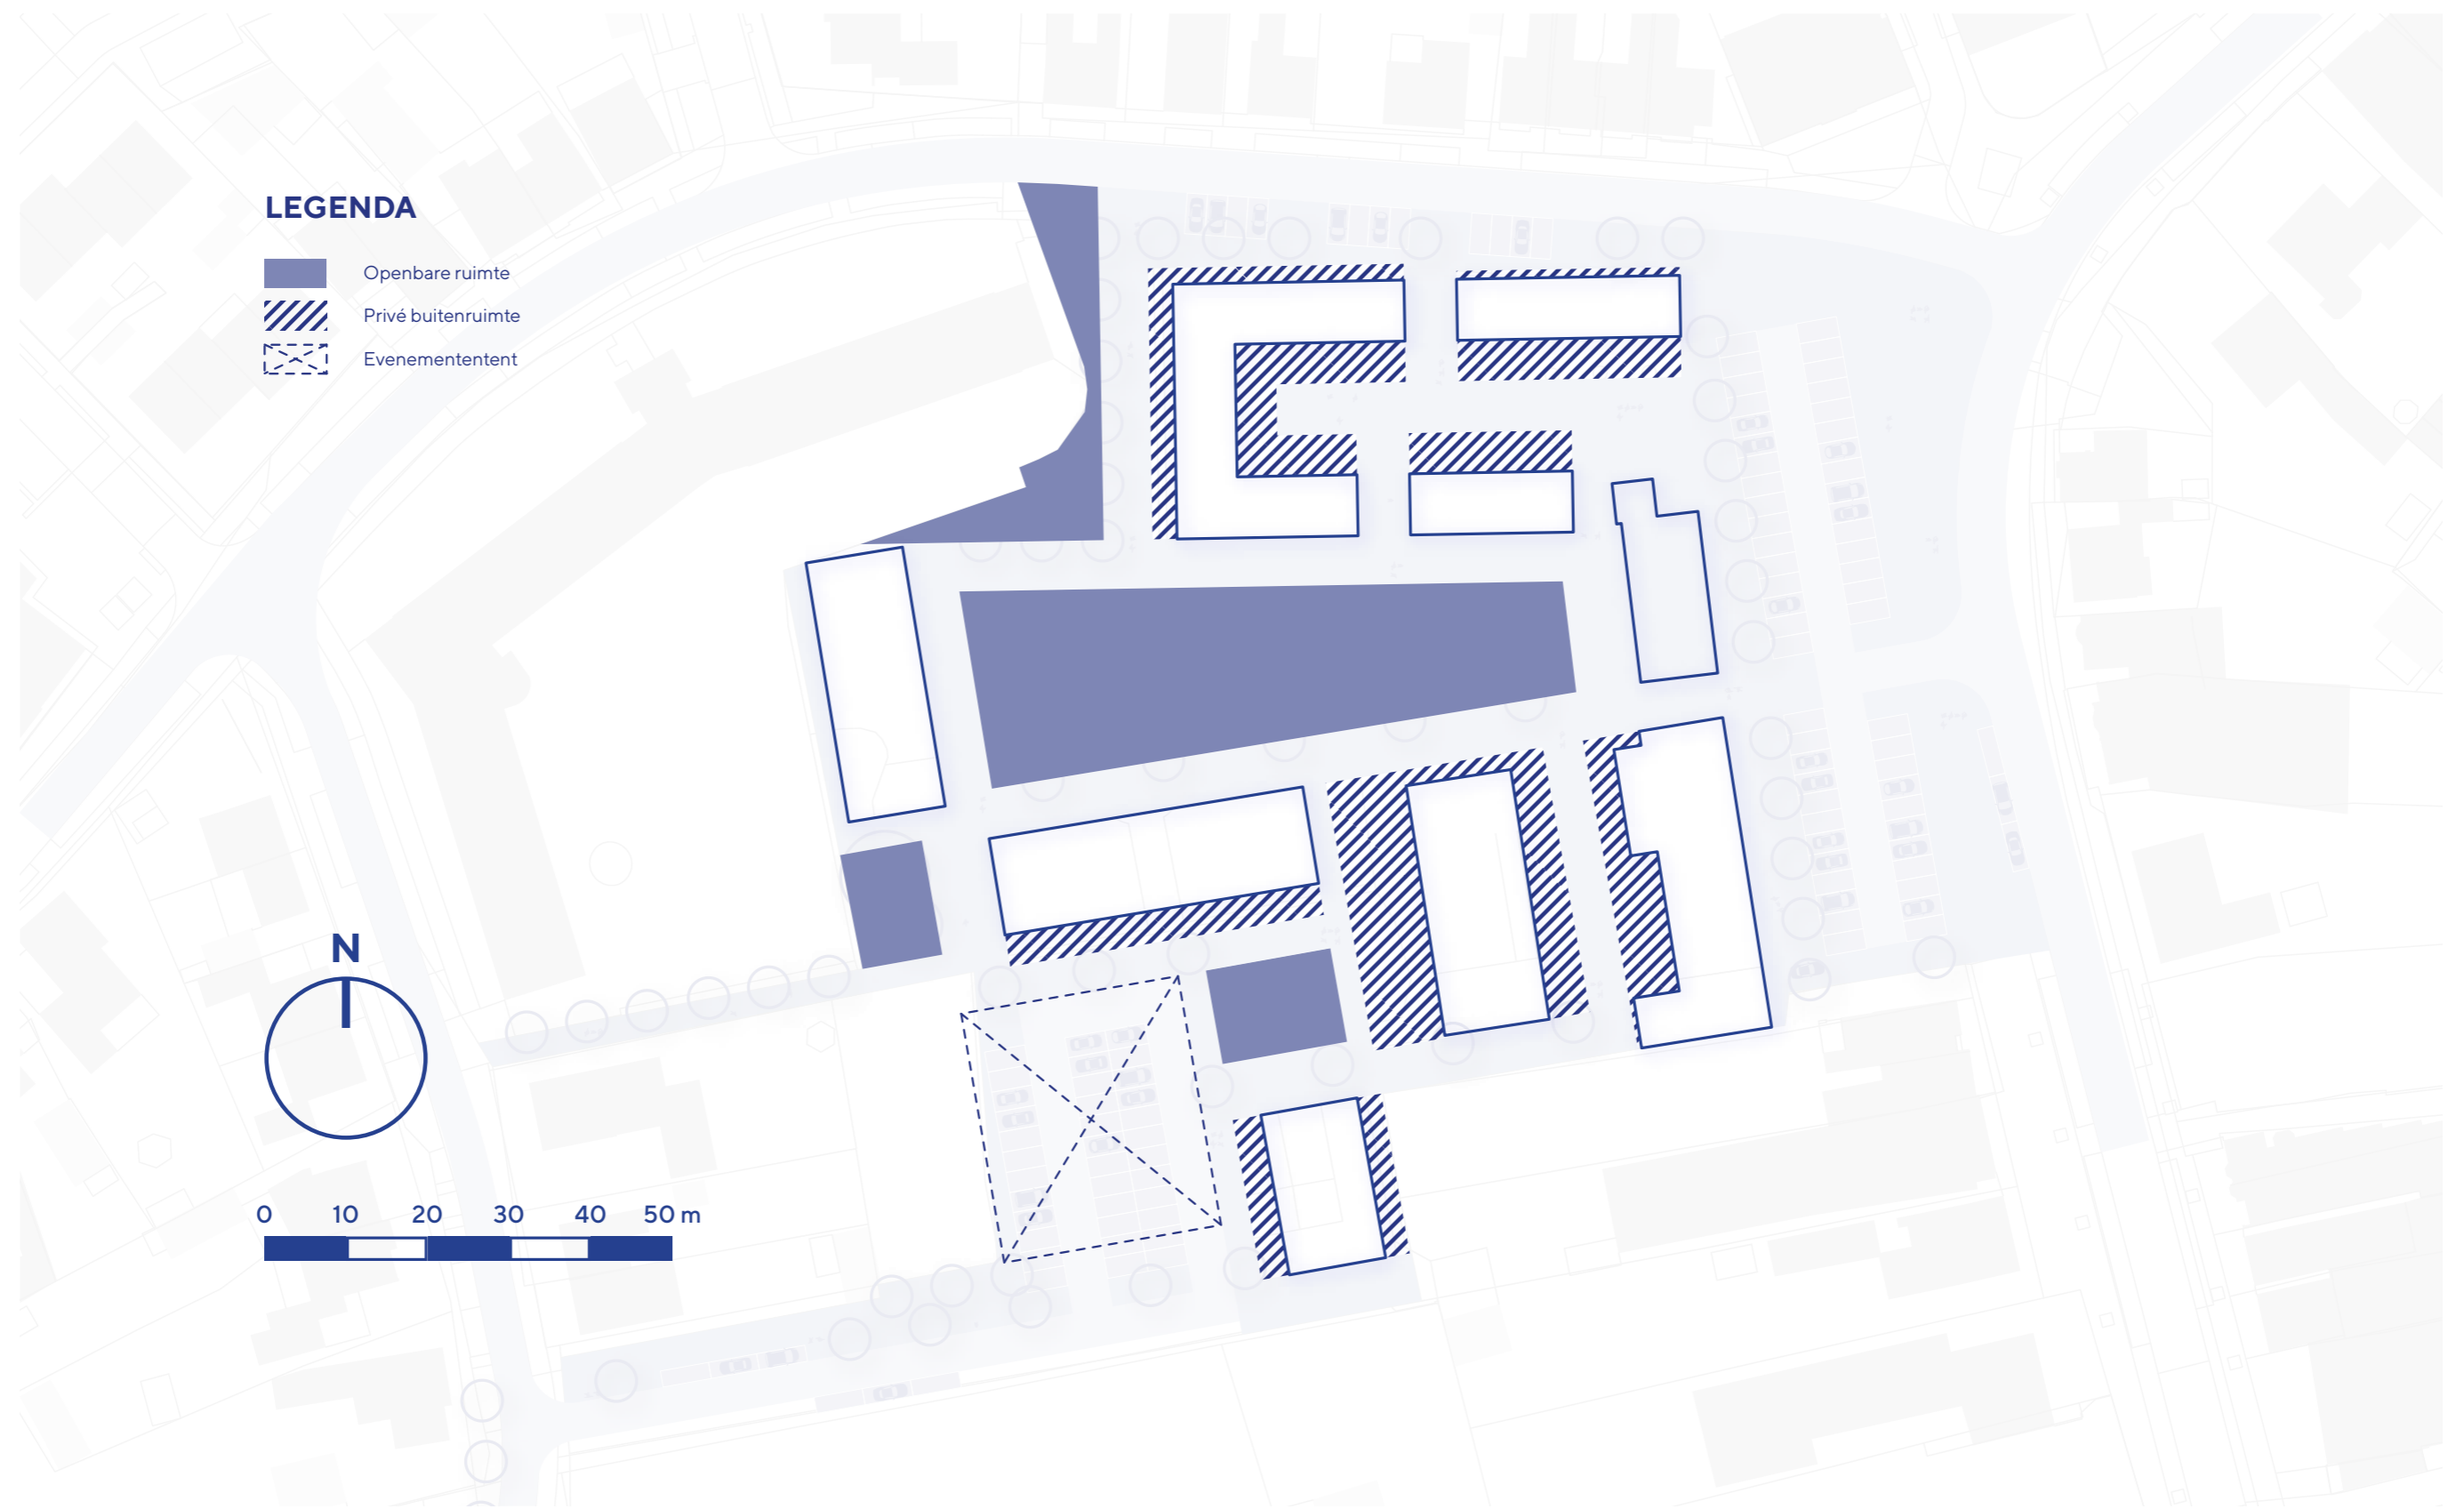 LEGENDA
Openbare ruimte
Privé buitenruimte
Evenemententent
N
0 10 20 30 40 50 m